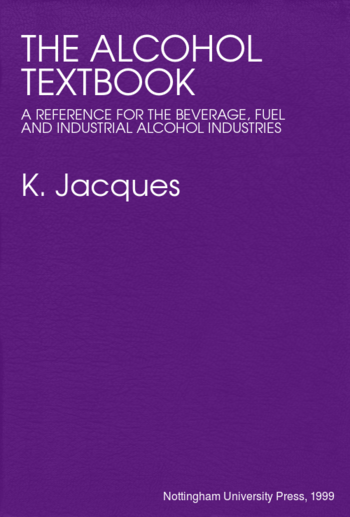 THE ALCOHOL
TEXTBOOK
A REFERENCE FOR THE BEVERAGE, FUEL
AND INDUSTRIAL ALCOHOL INDUSTRIES
K. Jacques
Nottingham University Press, 1999